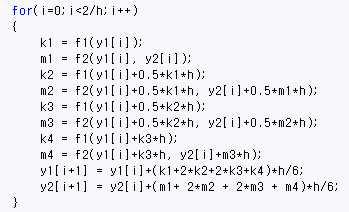 for(i=0;i<2/h;i++)
{
    k1 = f1(y1[i]);
    m1 = f2(y1[i], y2[i]);
    k2 = f1(y1[i]+0.5*k1*h);
    m2 = f2(y1[i]+0.5*k1*h, y2[i]+0.5*m1*h);
    k3 = f1(y1[i]+0.5*k2*h);
    m3 = f2(y1[i]+0.5*k2*h, y2[i]+0.5*m2*h);
    k4 = f1(y1[i]+k3*h);
    m4 = f2(y1[i]+k3*h, y2[i]+m3*h);
    y1[i+1] = y1[i]+(k1+2*k2+2*k3+k4)*h/6;
    y2[i+1] = y2[i]+(m1+ 2*m2 + 2*m3 + m4)*h/6;
}